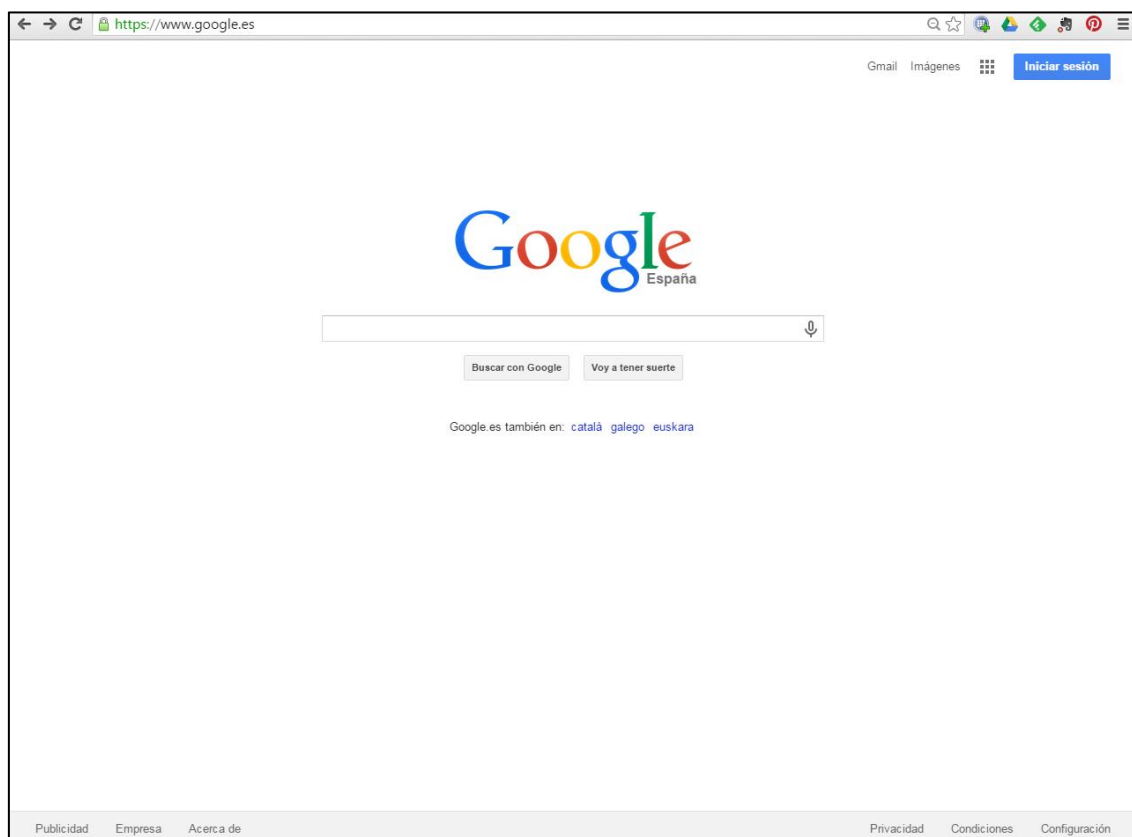 https://www.google.es
Gmail Imágenes Iniciar sesión
Google
España
Buscar con Google Voy a tener suerte
Google.es también en: català galego euskara
Publicidad Empresa Acerca de Privacidad Condiciones Configuración